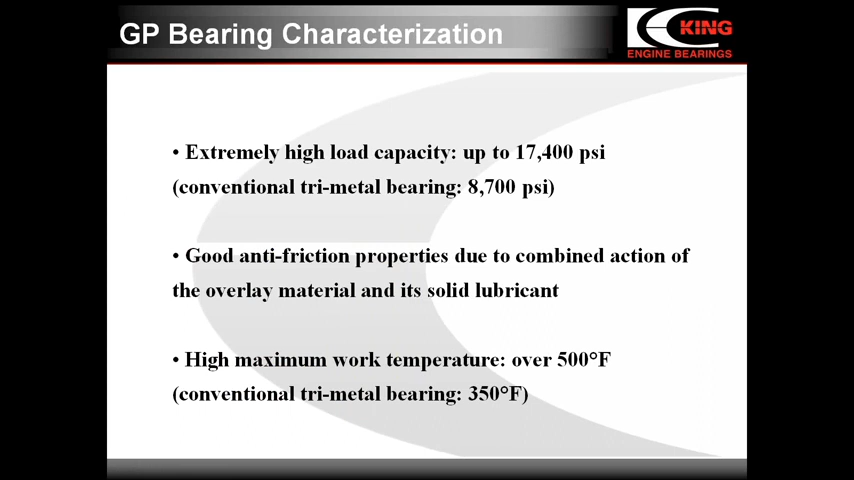 GP Bearing Characterization
KING
ENGINE BEARINGS
• Extremely high load capacity: up to 17,400 psi
(conventional tri-metal bearing: 8,700 psi)
• Good anti-friction properties due to combined action of
the overlay material and its solid lubricant
• High maximum work temperature: over 500°F
(conventional tri-metal bearing: 350°F)